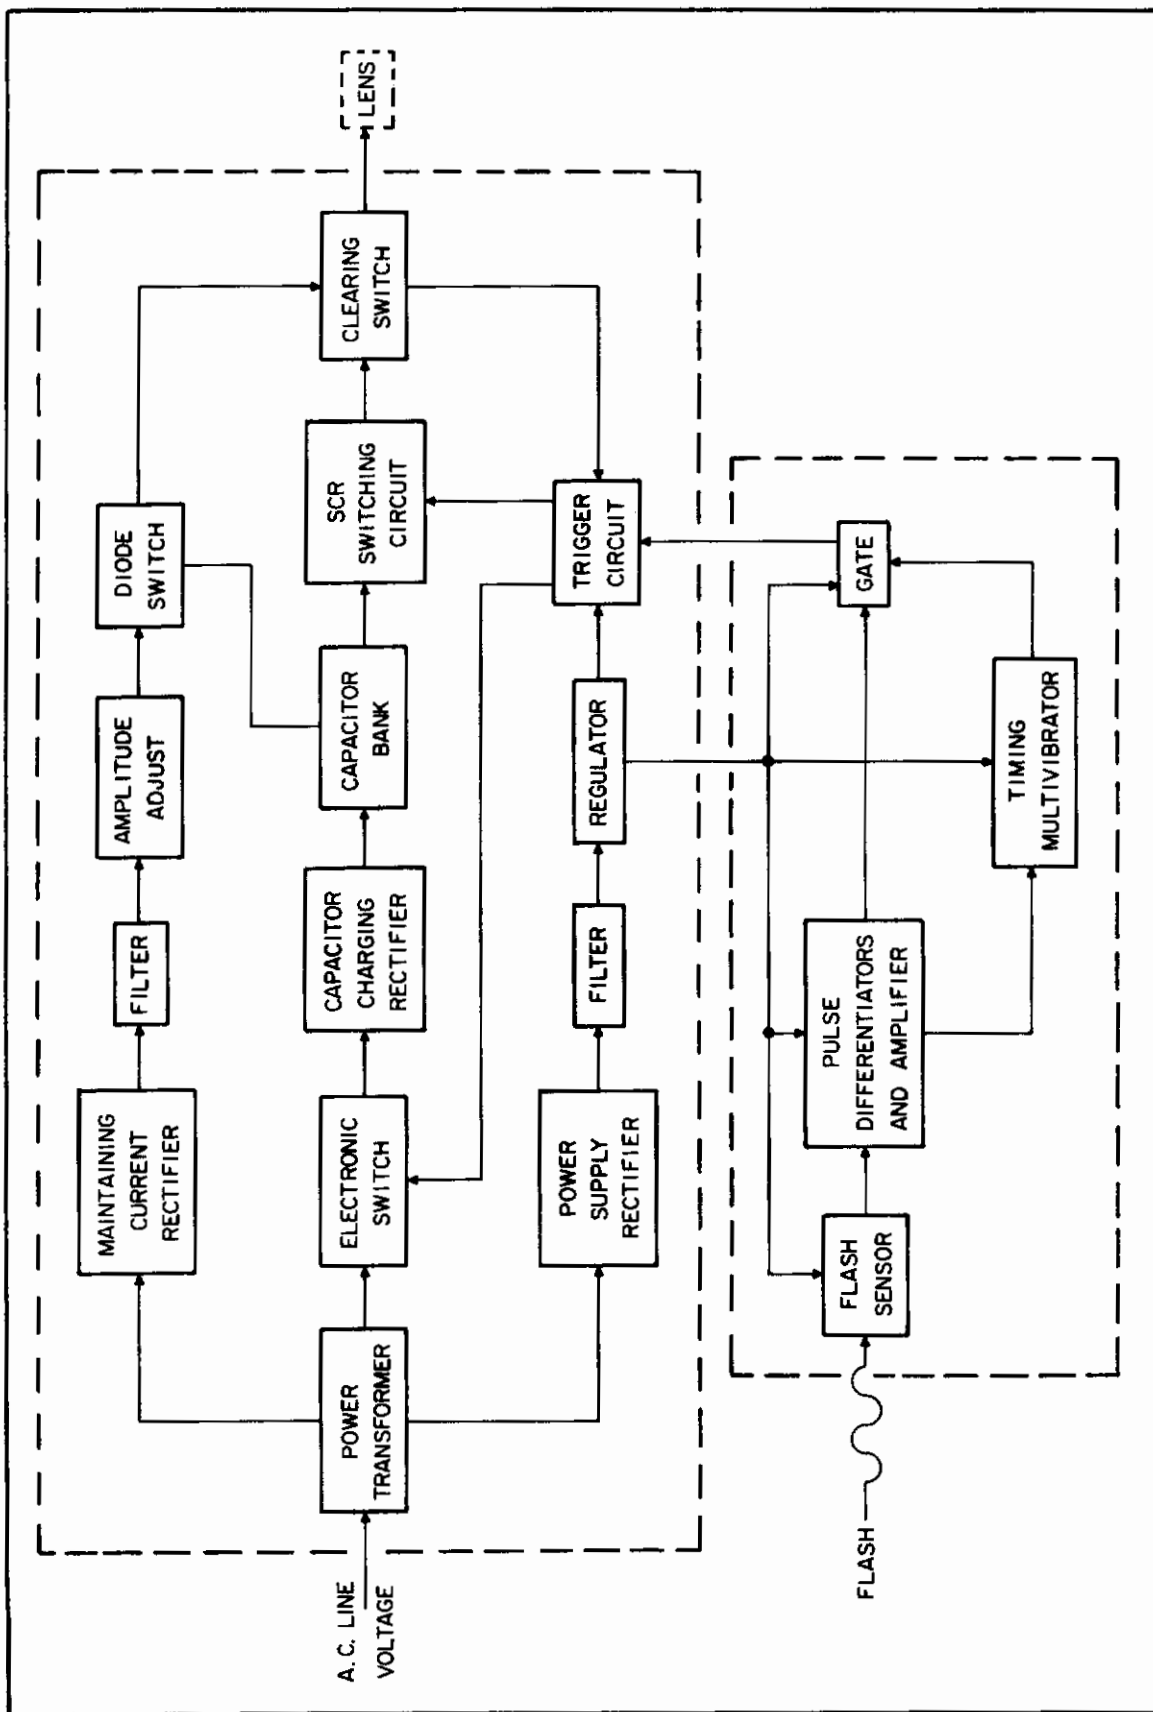 A.C. LINE
VOLTAGE
POWER
TRANSFORMER
MAINTAINING
CURRENT
RECTIFIER
FILTER
AMPLITUDE
ADJUST
DIODE
SWITCH
ELECTRONIC
SWITCH
CAPACITOR
CHARGING
RECTIFIER
CAPACITOR
BANK
SCR
SWITCHING
CIRCUIT
CLEARING
SWITCH
LENS
POWER
SUPPLY
RECTIFIER
FILTER
REGULATOR
TRIGGER
CIRCUIT
FLASH
FLASH
SENSOR
PULSE
DIFFERENTIATORS
AND AMPLIFIER
GATE
TIMING
MULTIVIBRATOR